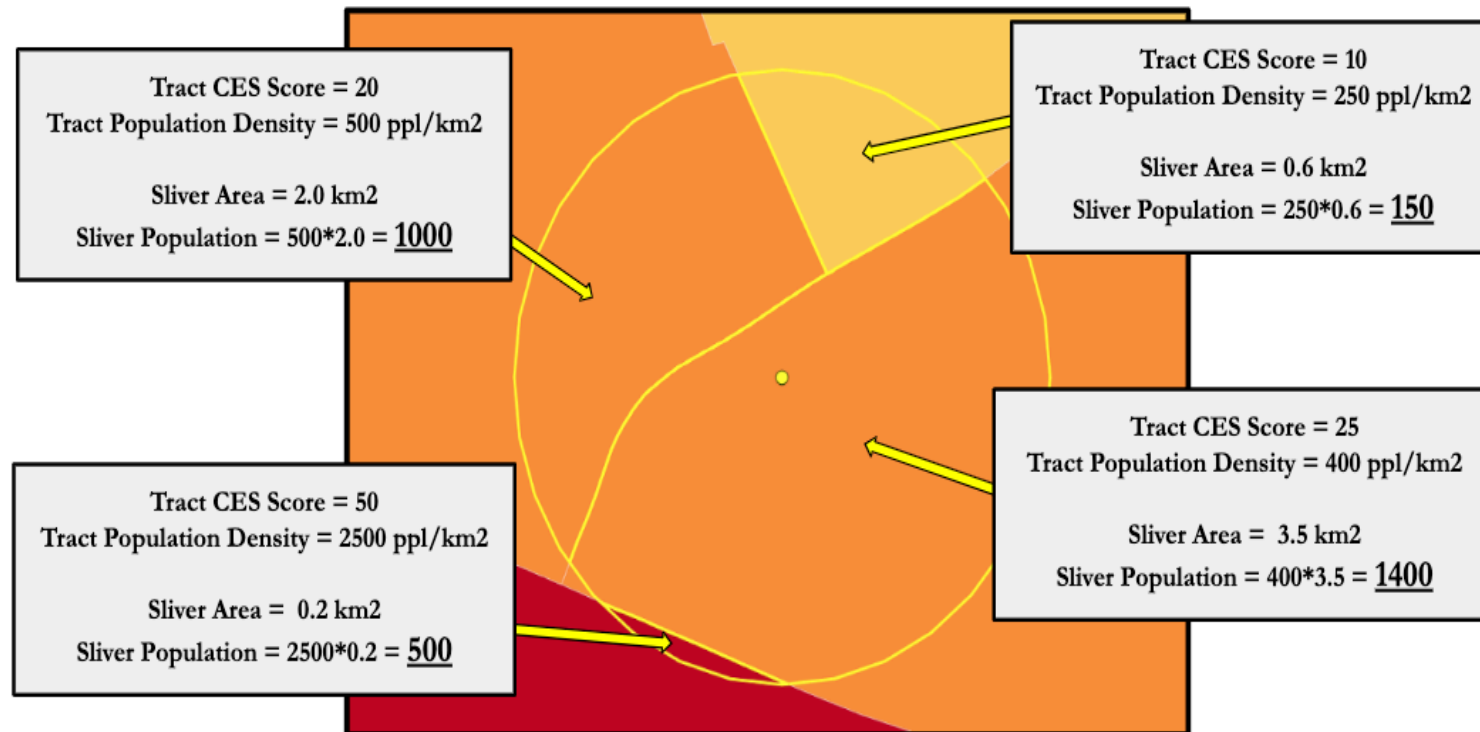 Tract CES Score = 20
Tract Population Density = 500 ppl/km2
Sliver Area = 2.0 km2
Sliver Population = 500*2.0 = 1000
Tract CES Score = 10
Tract Population Density = 250 ppl/km2
Sliver Area = 0.6 km2
Sliver Population = 250*0.6 = 150
Tract CES Score = 50
Tract Population Density = 2500 ppl/km2
Sliver Area =  0.2 km2
Sliver Population = 2500*0.2 = 500
Tract CES Score = 25
Tract Population Density = 400 ppl/km2
Sliver Area =  3.5 km2
Sliver Population = 400*3.5 = 1400